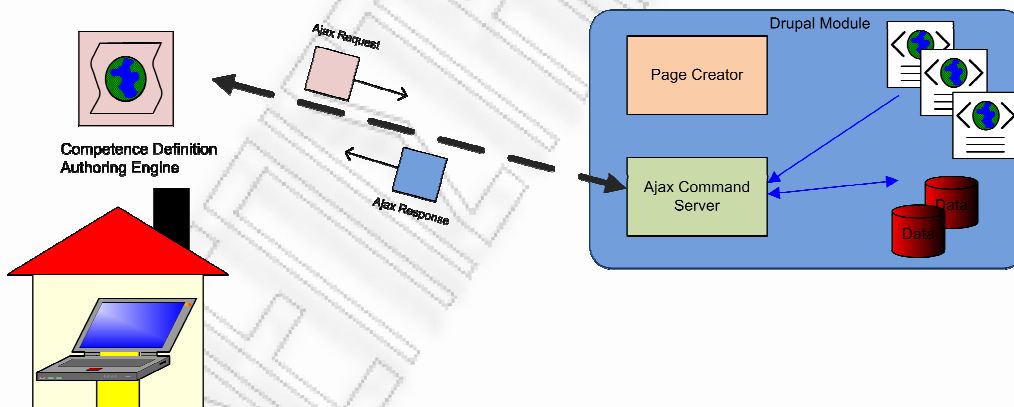 Ajax Request
Drupal Module
Page Creator
Competence Definition
Authoring Engine
Ajax Response
Ajax Command
Server
Data
Data